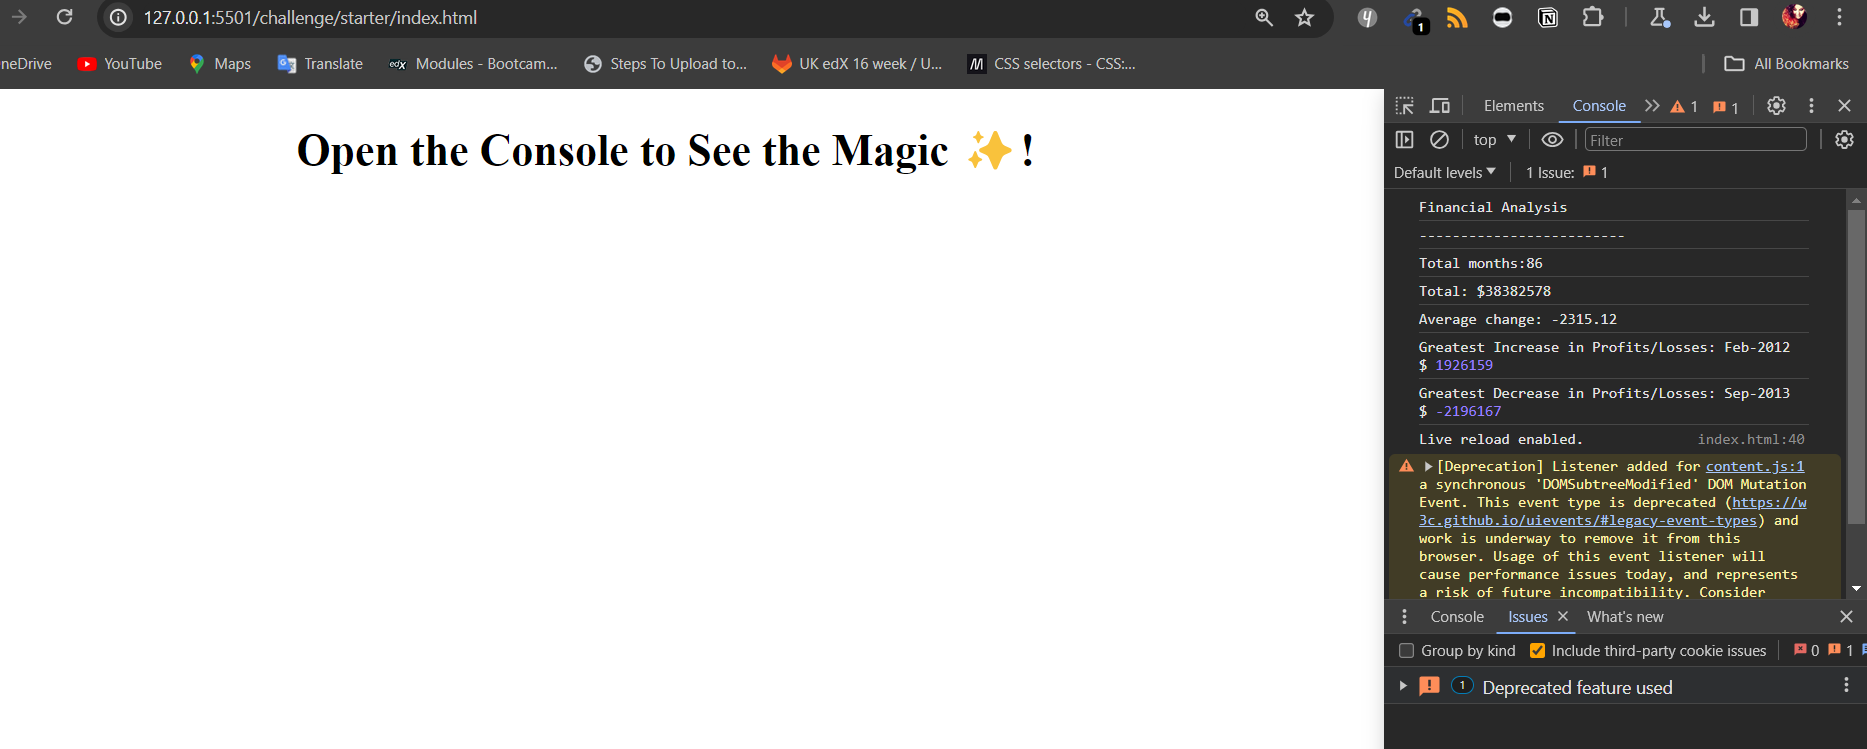 127.0.0.1:5501/challenge/starter/index.html
1
neDrive
YouTube
Maps
Translate
edX
Modules - Bootcam...
Steps To Upload to...
UK edX 16 week / U...
CSS selectors - CSS:...
All Bookmarks
Open the Console to See the Magic ✨ !
Elements
Console
1
1
top
Filter
Default levels
1 Issue:
1
Financial Analysis
-------------------------
Total months:86
Total: $38382578
Average change: -2315.12
Greatest Increase in Profits/Losses: Feb-2012
$ 1926159
Greatest Decrease in Profits/Losses: Sep-2013
$ -2196167
Live reload enabled. index.html:40
[Deprecation] Listener added for content.js:1
a synchronous 'DOMSubtreeModified' DOM Mutation
Event. This event type is deprecated (https://w
3c.github.io/uievents/#legacy-event-types) and
work is underway to remove it from this
browser. Usage of this event listener will
cause performance issues today, and represents
a risk of future incompatibility. Consider
Console
Issues
What's new
Group by kind
Include third-party cookie issues
0
1
1
Deprecated feature used